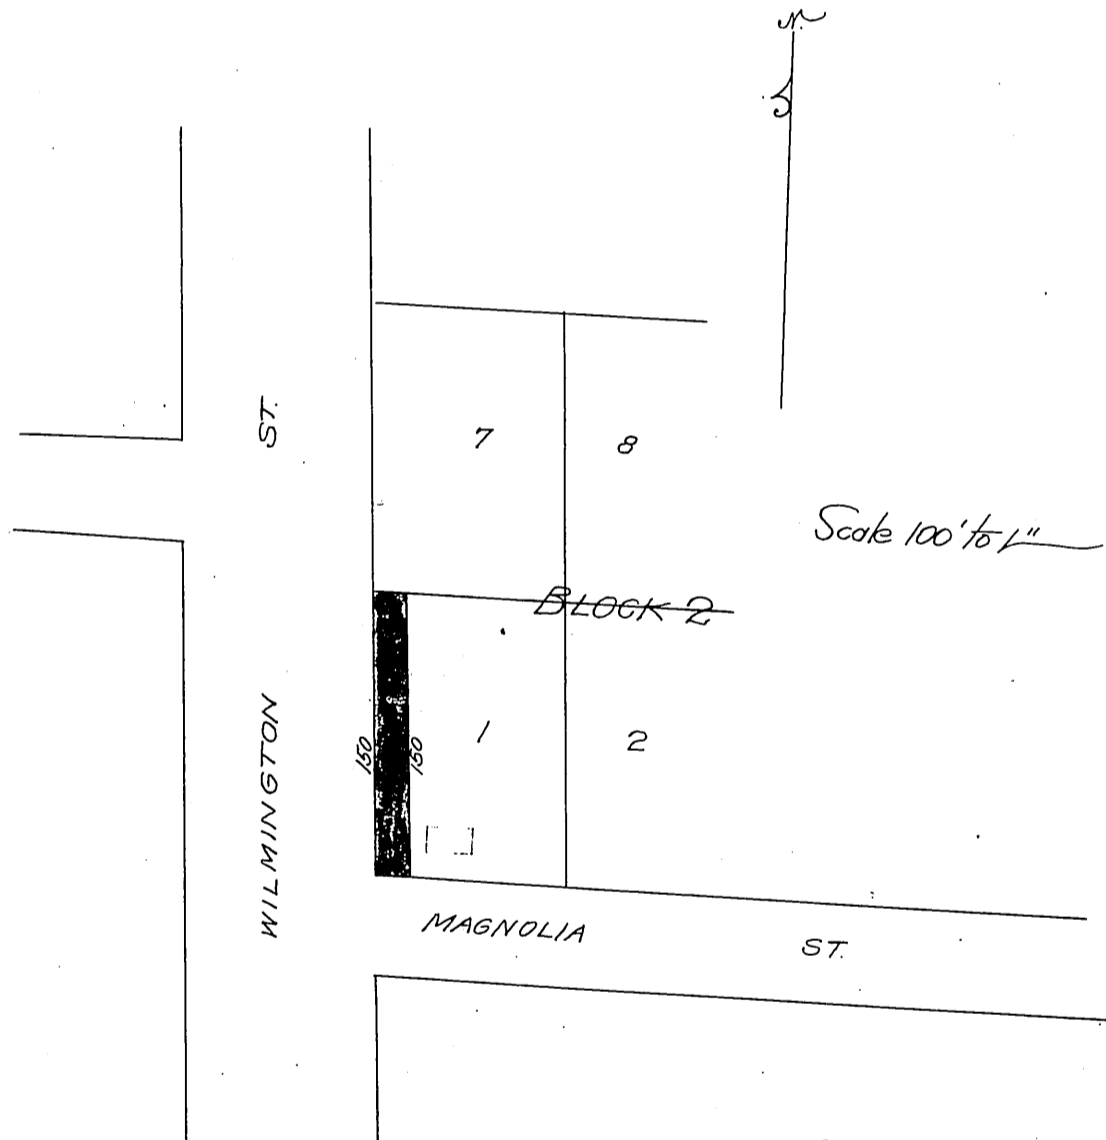 N.
ST.
7
8
Scale 100' to 1"
BLOCK 2
150
150
1
2
WILMINGTON
MAGNOLIA
ST.